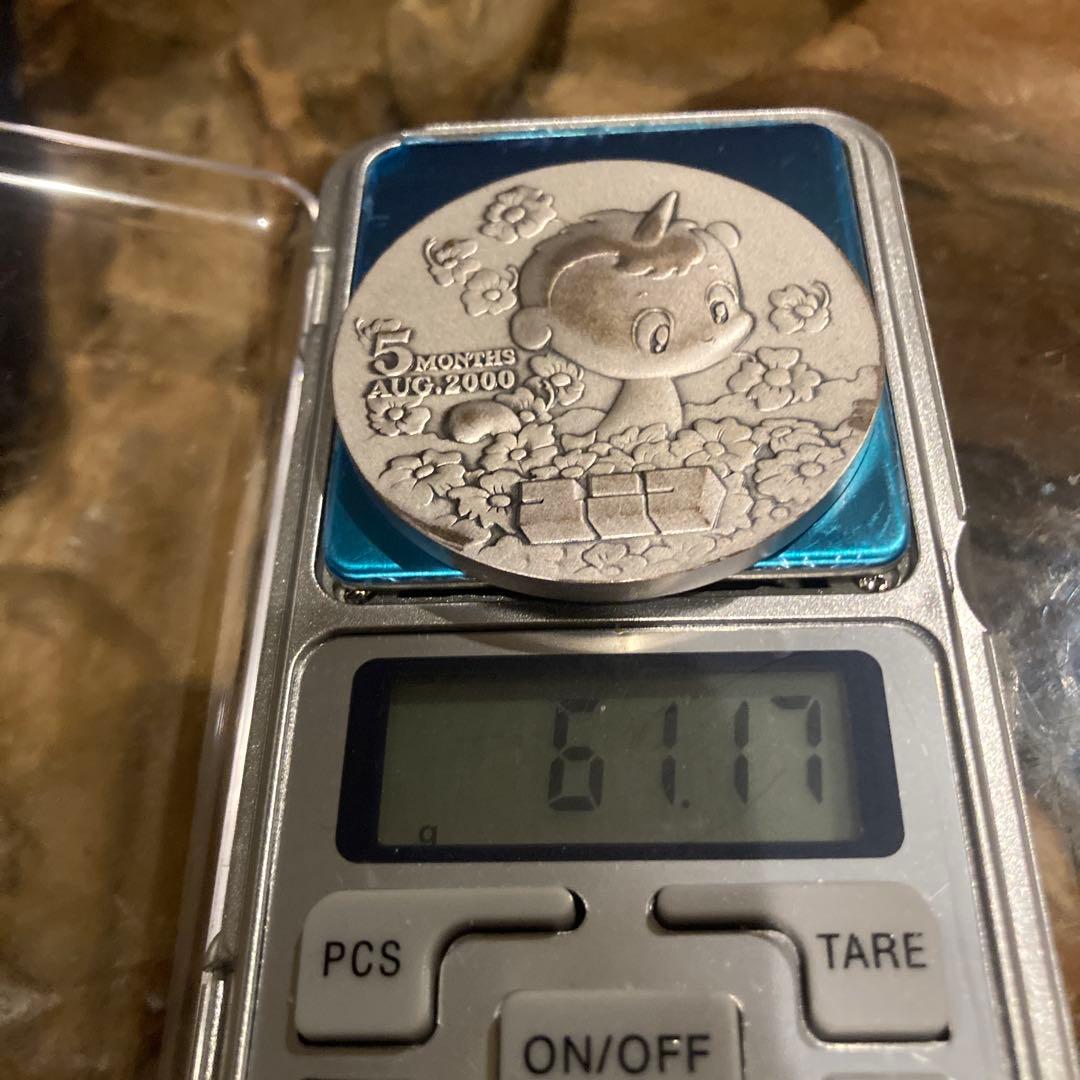 5 MONTHS
AUG.2000
61.17
g
PCS
TARE
ON/OFF